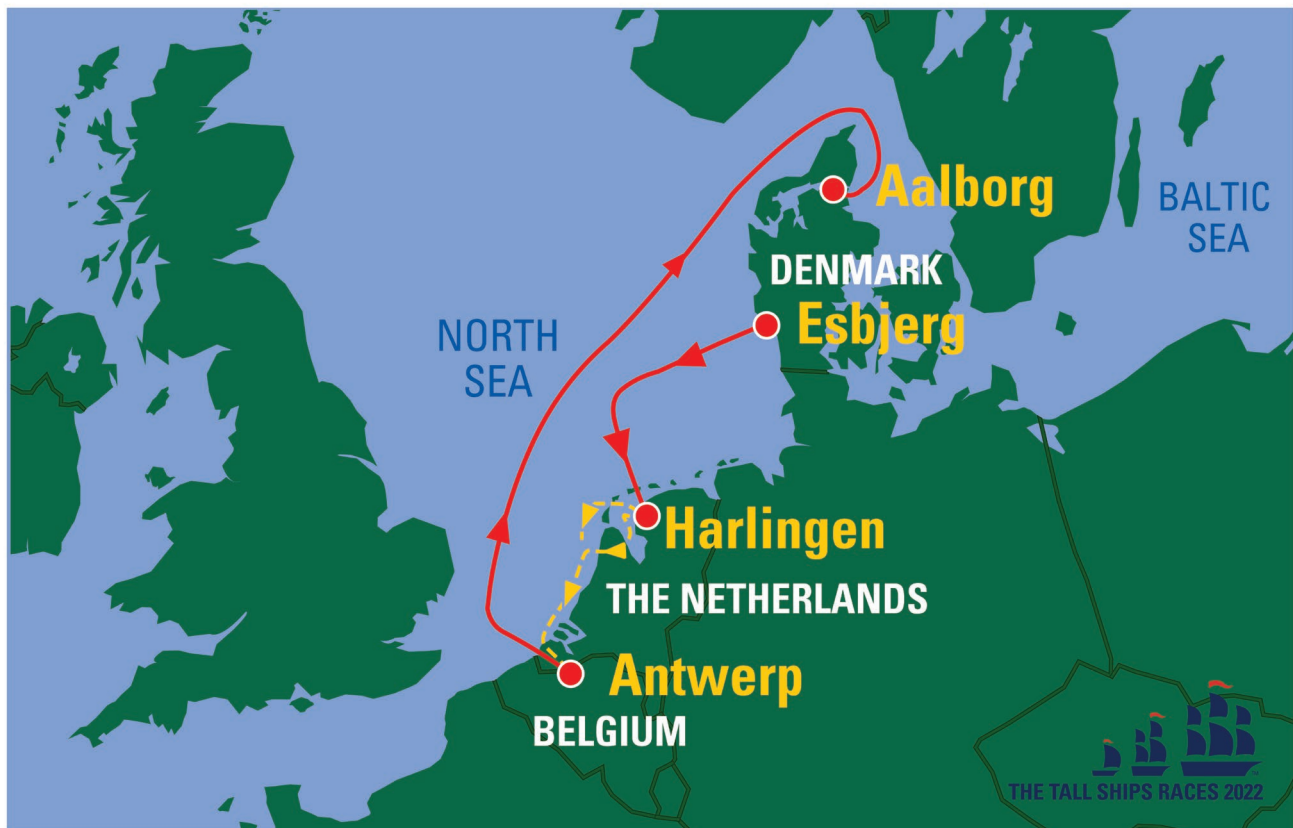 Aalborg
BALTIC
SEA
DENMARK
Esbjerg
NORTH
SEA
Harlingen
THE NETHERLANDS
Antwerp
BELGIUM
THE TALL SHIPS RACES 2022